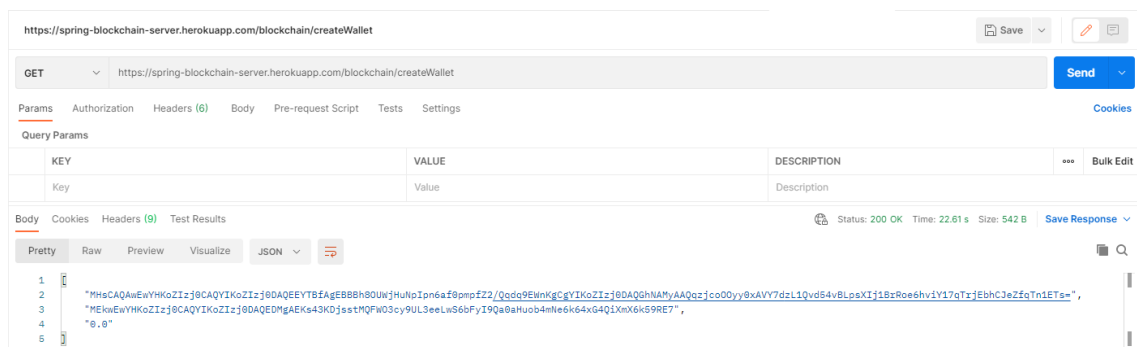 https://spring-blockchain-server.herokuapp.com/blockchain/createWallet
Save
GET https://spring-blockchain-server.herokuapp.com/blockchain/createWallet Send
Params Authorization Headers (6) Body Pre-request Script Tests Settings Cookies
Query Params
KEY VALUE DESCRIPTION ooo Bulk Edit
Key Value Description
Body Cookies Headers (9) Test Results Status: 200 OK Time: 22.61 s Size: 542 B Save Response
Pretty Raw Preview Visualize JSON
1 [
2
3
4 "0.0"
5 ]